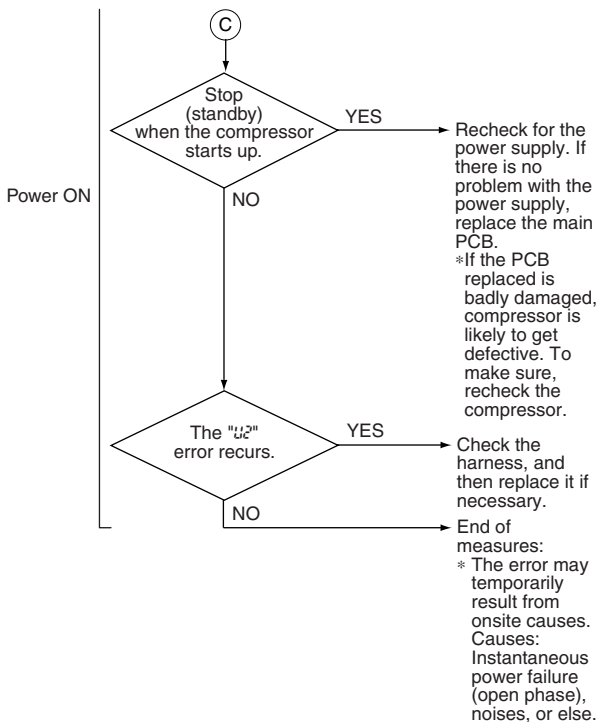 C
Stop
(standby)
when the compressor
starts up.
YES
Recheck for the
power supply. If
there is no
problem with the
power supply,
replace the main
PCB.
*If the PCB
replaced is
badly damaged,
compressor is
likely to get
defective. To
make sure,
recheck the
compressor.
Power ON
NO
The "U2"
error recurs.
YES
Check the
harness, and
then replace it if
necessary.
NO
End of
measures:
* The error may
temporarily
result from
onsite causes.
Causes:
Instantaneous
power failure
(open phase),
noises, or else.